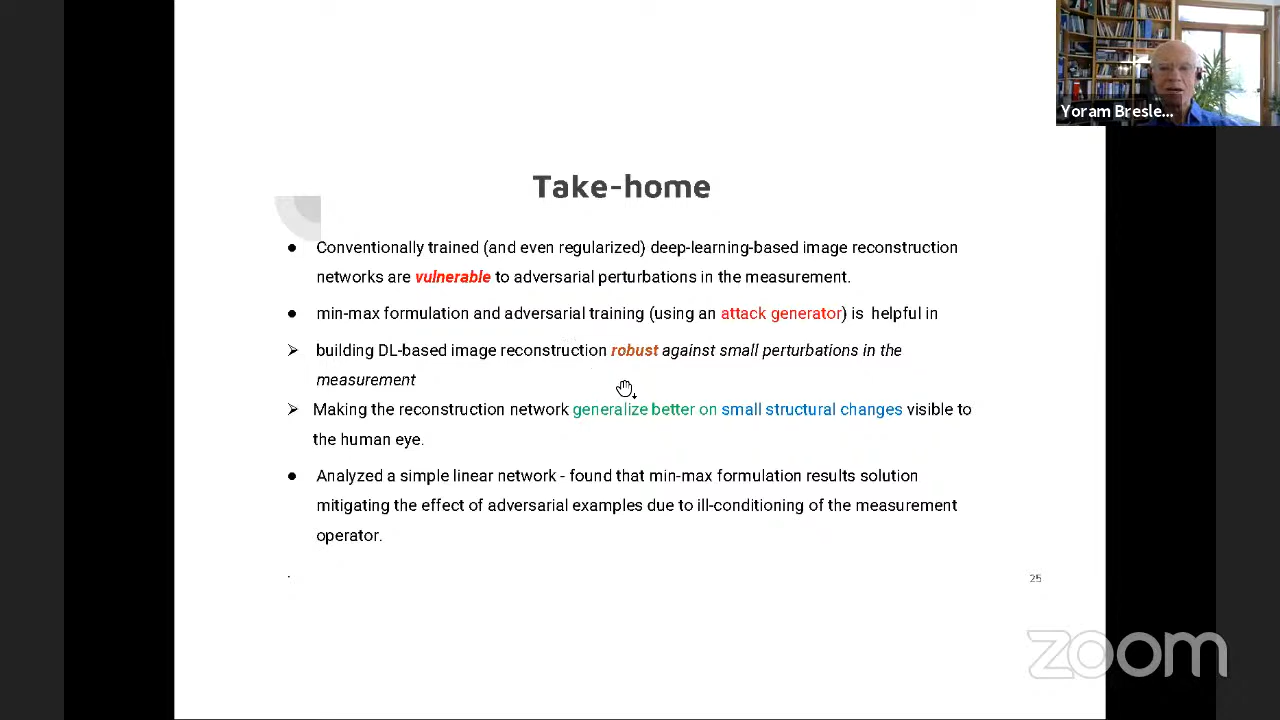 Yoram Bresle...
Take-home
● Conventionally trained (and even regularized) deep-learning-based image reconstruction
networks are vulnerable to adversarial perturbations in the measurement.
● min-max formulation and adversarial training (using an attack generator) is helpful in
➢ building DL-based image reconstruction robust against small perturbations in the
measurement
➢ Making the reconstruction network generalize better on small structural changes visible to
the human eye.
● Analyzed a simple linear network - found that min-max formulation results solution
mitigating the effect of adversarial examples due to ill-conditioning of the measurement
operator.
.
25
zoom